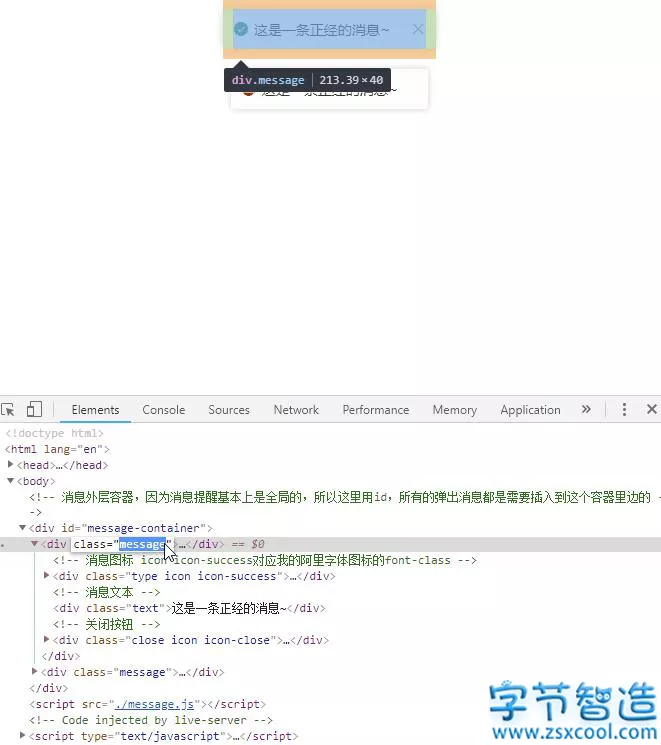 这是一条正经的消息~
div.message 213.39×40
这是一条正经的消息~
Elements Console Sources Network Performance Memory Application »
<!doctype html>
<html lang="en">
<head>…</head>
<body>
<!-- 消息外层容器，因为消息提醒基本上是全局的，所以这里用id，所有的弹出消息都是需要插入到这个容器里边的 -
->
<div id="message-container">
<div class="message">…</div> == $0
<!-- 消息图标 icon icon-success对应我的阿里字体图标的font-class -->
<div class="type icon icon-success">…</div>
<!-- 消息文本 -->
<div class="text">这是一条正经的消息~</div>
<!-- 关闭按钮 -->
<div class="close icon icon-close">…</div>
</div>
<div class="message">…</div>
</div>
<script src="./message.js"></script>
<!-- Code injected by live-server -->
<script type="text/javascript">…</script>
字节智造
www.zsxcool.com